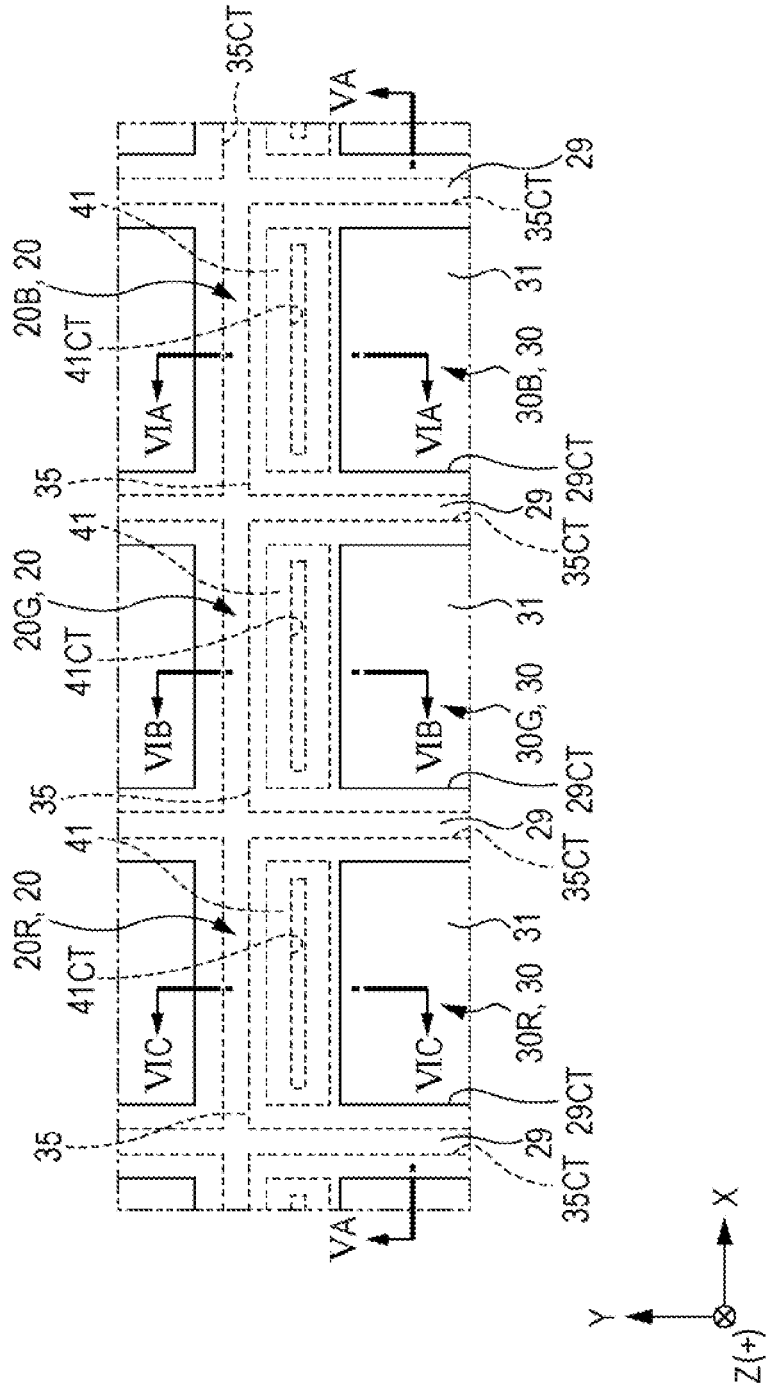 20R, 20
20G, 20
20B, 20
35
41CT
41
35
41CT
41
35
41CT
41
35CT
VIC
VIB
VIA
VA
VA
VIC
VIB
VIA
29
30R, 30
31
29
30G, 30
31
29
30B, 30
31
29
35CT
29CT
35CT
29CT
35CT
29CT
35CT
Y
X
Z(+)